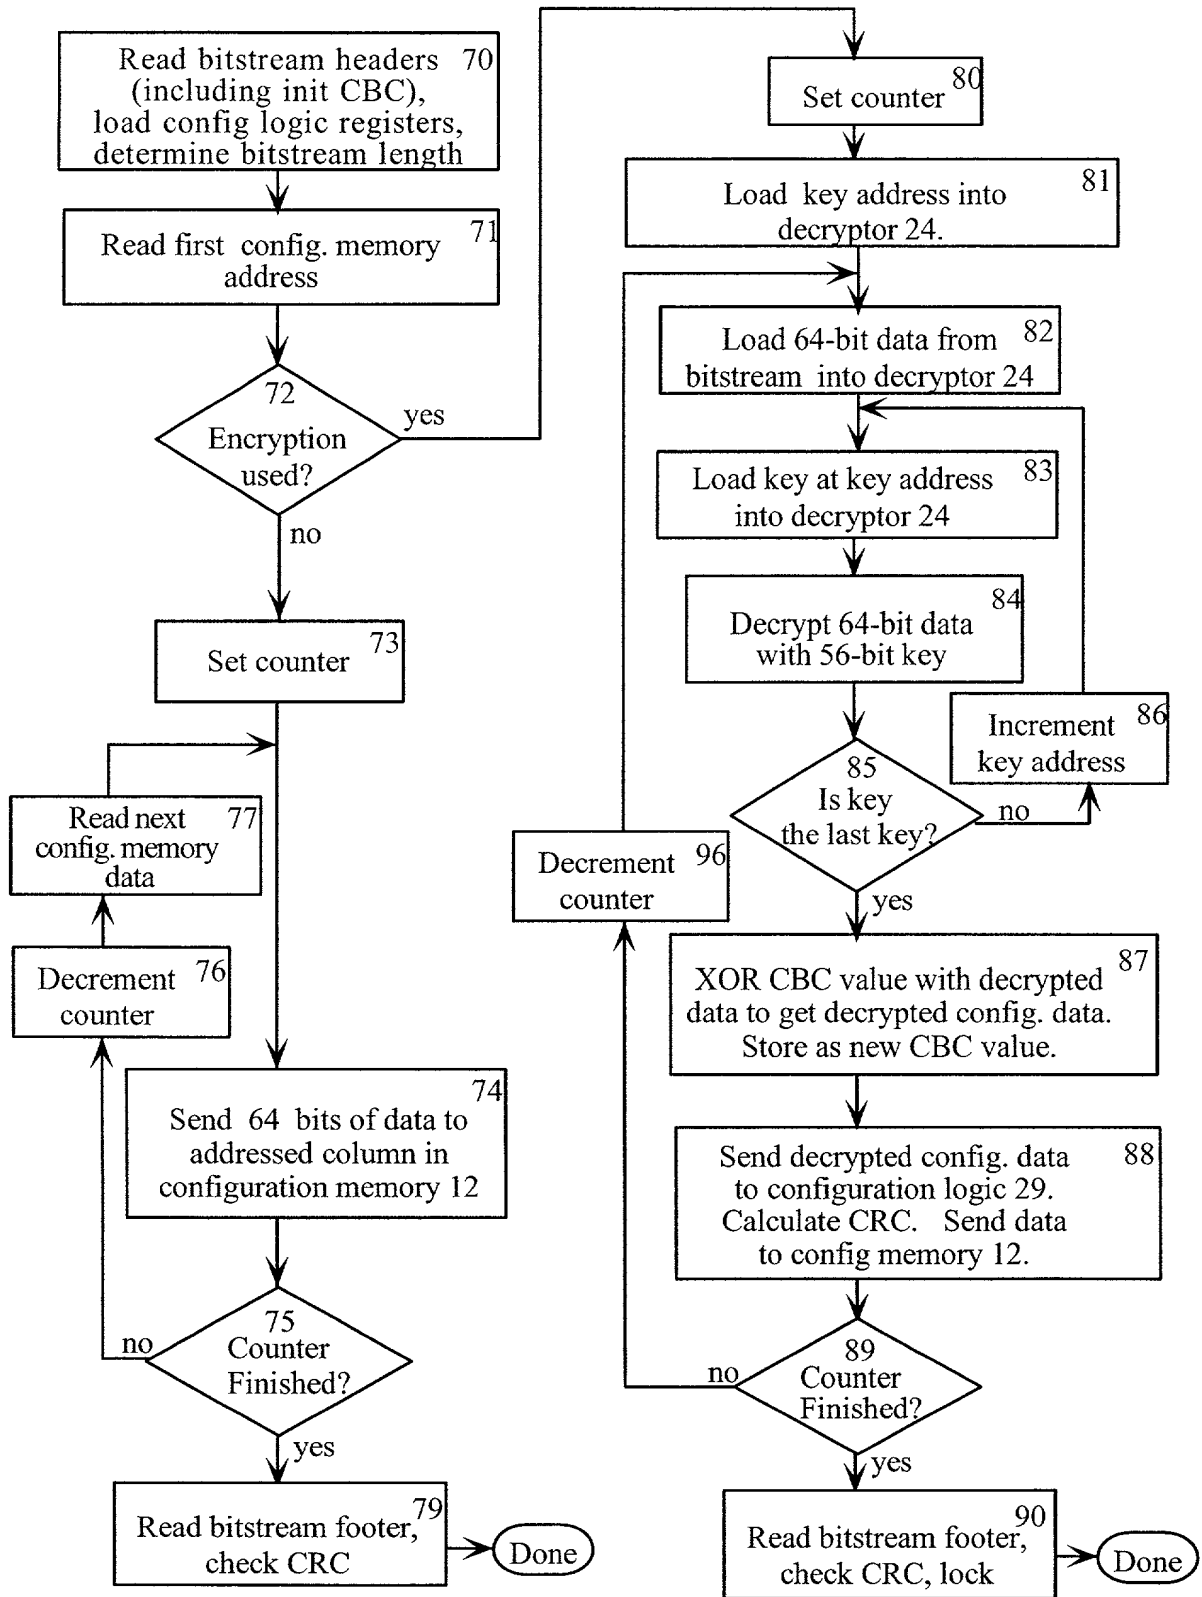 70
Read bitstream headers
(including init CBC),
load config logic registers,
determine bitstream length
71
Read first config. memory
address
72
Encryption
used?
yes
no
73
Set counter
77
Read next
config. memory
data
76
Decrement
counter
74
Send 64 bits of data to
addressed column in
configuration memory 12
75
Counter
Finished?
no
yes
79
Read bitstream footer,
check CRC
Done
80
Set counter
81
Load key address into
decryptor 24.
82
Load 64-bit data from
bitstream into decryptor 24
83
Load key at key address
into decryptor 24
84
Decrypt 64-bit data
with 56-bit key
85
Is key
the last key?
no
86
Increment
key address
yes
96
Decrement
counter
87
XOR CBC value with decrypted
data to get decrypted config. data.
Store as new CBC value.
88
Send decrypted config. data
to configuration logic 29.
Calculate CRC. Send data
to config memory 12.
89
Counter
Finished?
no
yes
90
Read bitstream footer,
check CRC, lock
Done